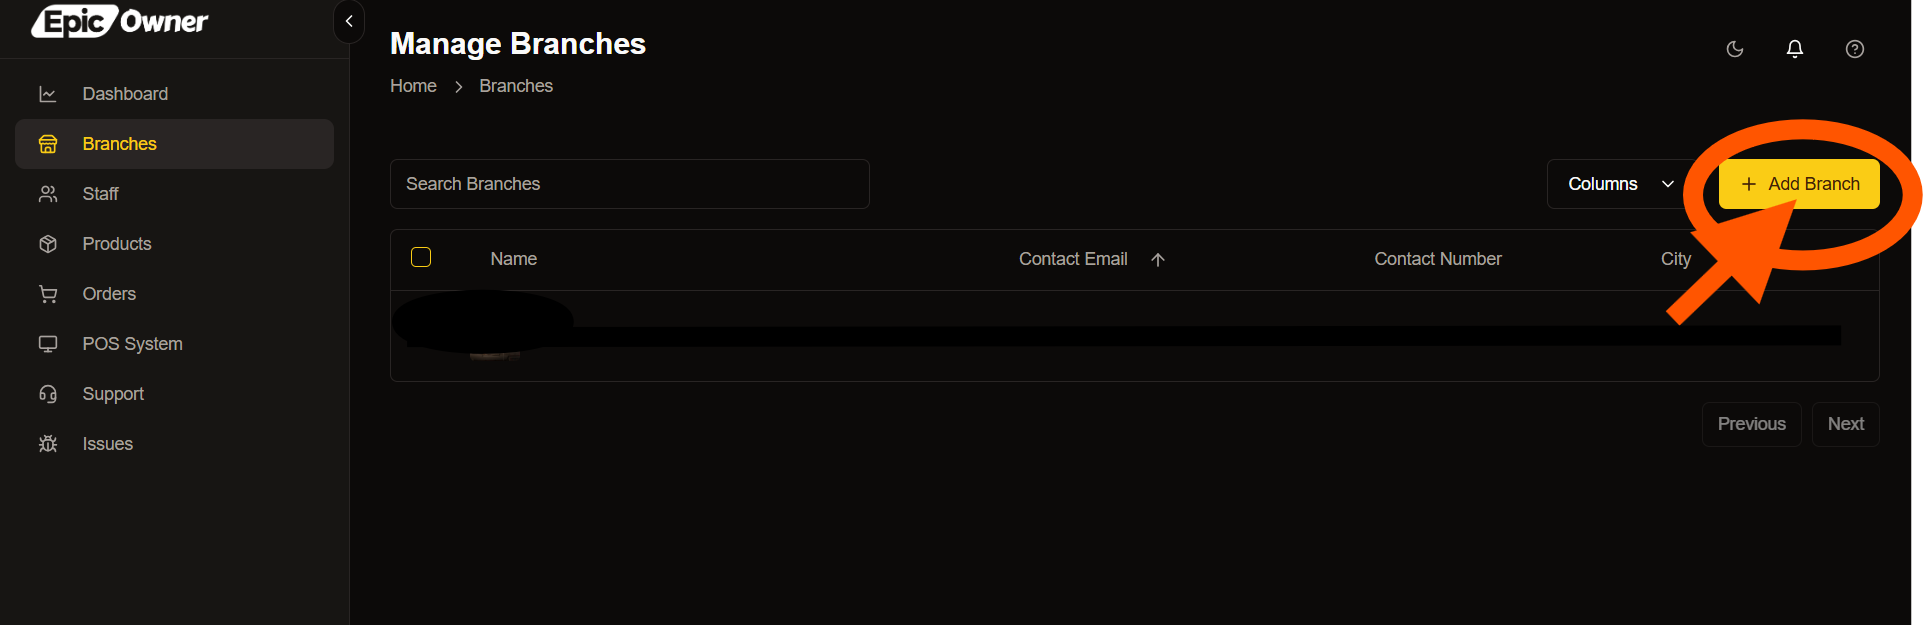 Epic Owner
Manage Branches
Home > Branches
Dashboard
Branches
Staff
Products
Orders
POS System
Support
Issues
Search Branches
Columns
+ Add Branch
Name
Contact Email ↑
Contact Number
City
Previous
Next